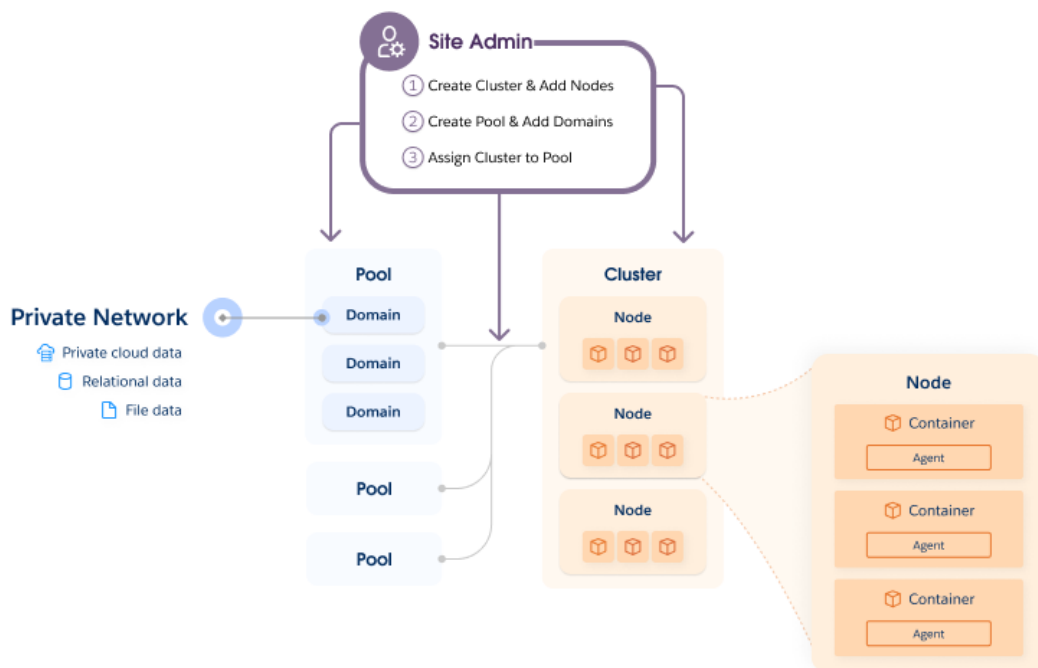 Site Admin
1 Create Cluster & Add Nodes
2 Create Pool & Add Domains
3 Assign Cluster to Pool
Private Network
Private cloud data
Relational data
File data
Pool
Domain
Domain
Domain
Pool
Pool
Cluster
Node
Node
Node
Node
Container
Agent
Container
Agent
Container
Agent